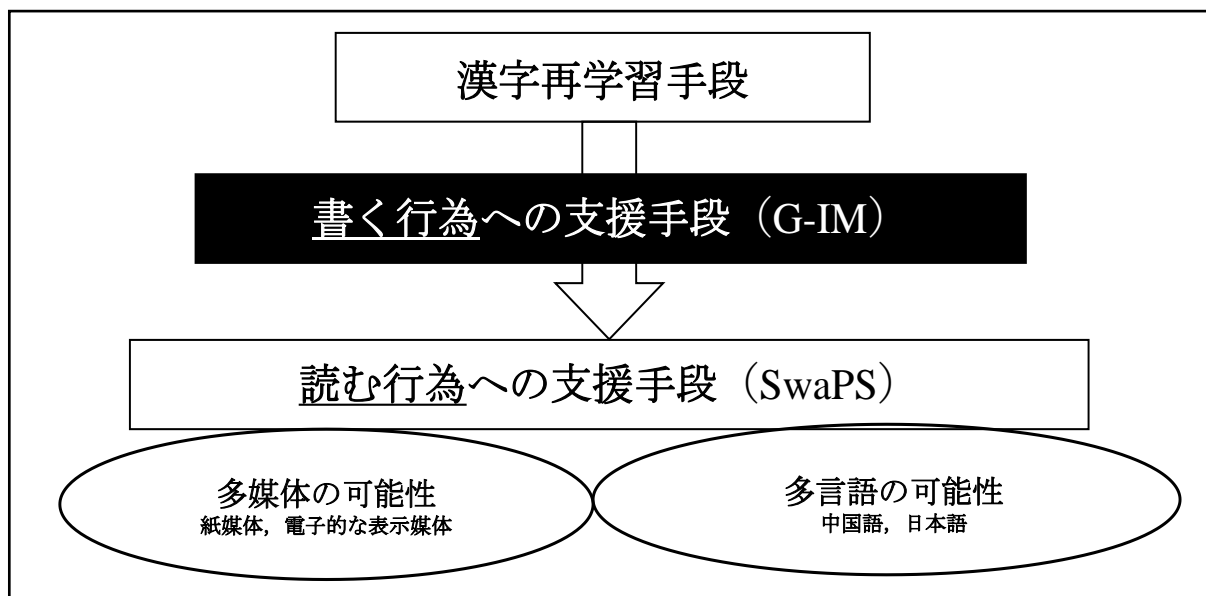 漢字再学習手段
書く行為への支援手段（G-IM）
読む行為への支援手段（SwaPS）
多媒体の可能性
紙媒体，電子的な表示媒体
多言語の可能性
中国語，日本語